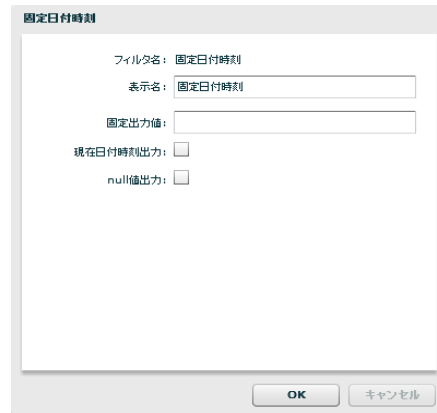 固定日付時刻
フィルタ名: 固定日付時刻
表示名: 固定日付時刻
固定出力値:
現在日付時刻出力:
null値出力:
OK キャンセル